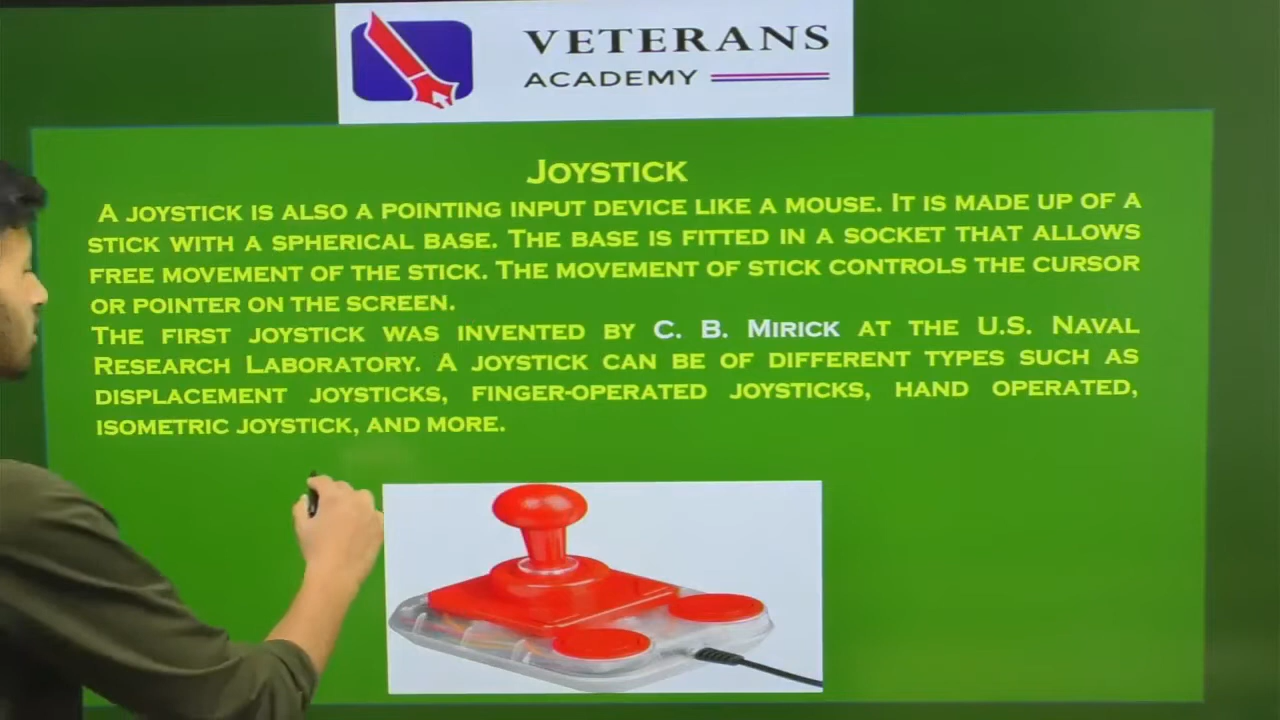 VETERANS
ACADEMY
JOYSTICK
A JOYSTICK IS ALSO A POINTING INPUT DEVICE LIKE A MOUSE. IT IS MADE UP OF A
STICK WITH A SPHERICAL BASE. THE BASE IS FITTED IN A SOCKET THAT ALLOWS
FREE MOVEMENT OF THE STICK. THE MOVEMENT OF STICK CONTROLS THE CURSOR
OR POINTER ON THE SCREEN.
THE FIRST JOYSTICK WAS INVENTED BY C. B. MIRICK AT THE U.S. NAVAL
RESEARCH LABORATORY. A JOYSTICK CAN BE OF DIFFERENT TYPES SUCH AS
DISPLACEMENT JOYSTICKS, FINGER-OPERATED JOYSTICKS, HAND OPERATED,
ISOMETRIC JOYSTICK, AND MORE.